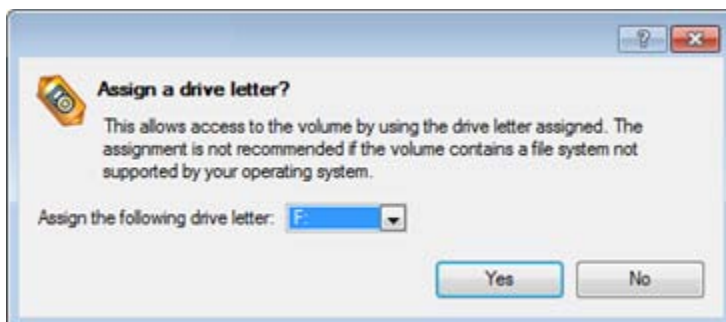 Assign a drive letter?
This allows access to the volume by using the drive letter assigned. The
assignment is not recommended if the volume contains a file system not
supported by your operating system.
Assign the following drive letter: F:
Yes No